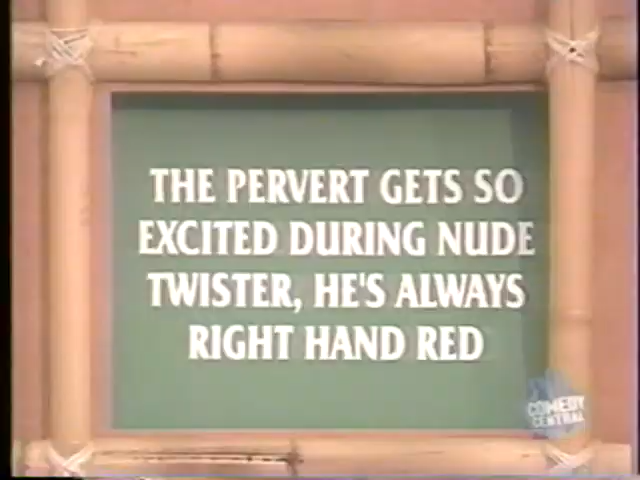 THE PERVERT GETS SO
EXCITED DURING NUDE
TWISTER, HE'S ALWAYS
RIGHT HAND RED
COMEDY
CENTRAL